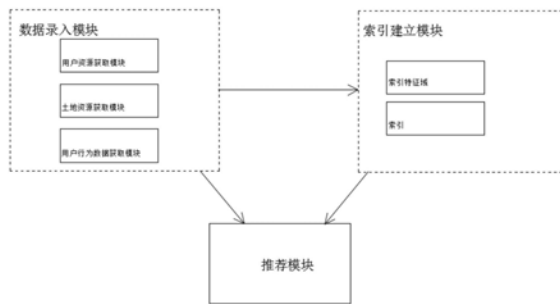 数据录入模块
用户资源获取模块
土地资源获取模块
用户行为数据获取模块
索引建立模块
索引特征域
索引
推荐模块